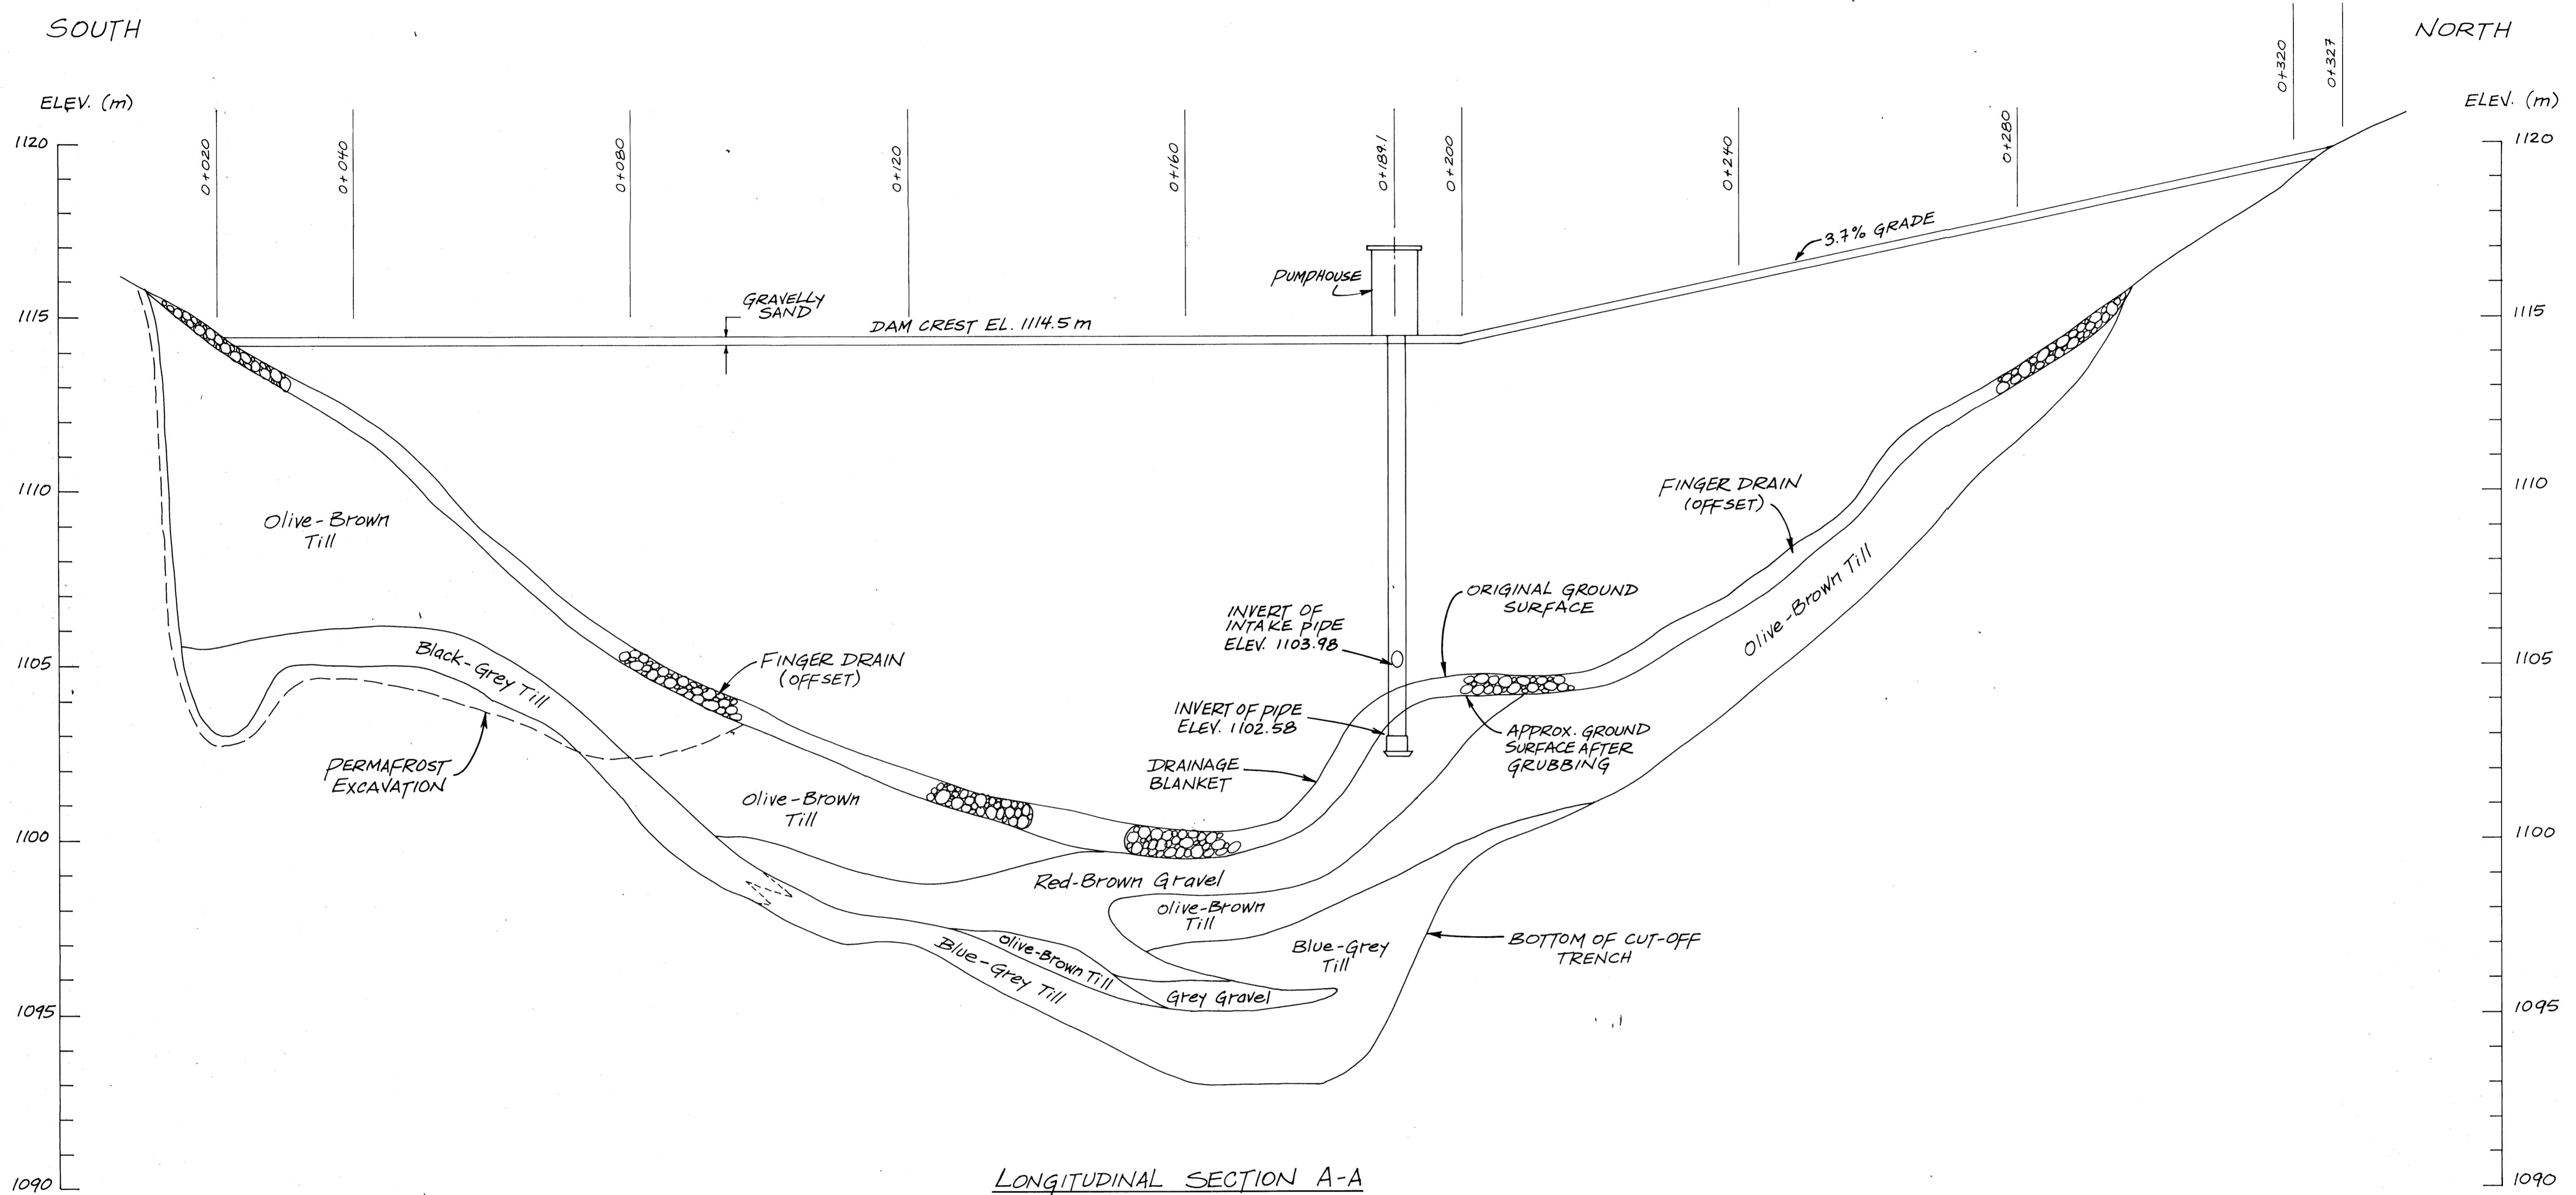 SOUTH
NORTH
ELEV. (m)
ELEV. (m)
0+020
0+040
0+080
0+120
0+160
0+189.1
0+200
0+240
0+280
0+320
0+327
1120
1115
1110
1105
1100
1095
1090
1120
1115
1110
1105
1100
1095
1090
3.7% GRADE
PUMPHOUSE
GRAVELLY
SAND
DAM CREST EL. 1114.5 m
FINGER DRAIN
(OFFSET)
Olive-Brown
Till
Olive-Brown Till
ORIGINAL GROUND
SURFACE
INVERT OF
INTAKE PIPE
ELEV. 1103.98
Black-Grey Till
FINGER DRAIN
(OFFSET)
INVERT OF PIPE
ELEV. 1102.58
APPROX. GROUND
SURFACE AFTER
GRUBBING
PERMAFROST
EXCAVATION
DRAINAGE
BLANKET
Olive-Brown
Till
Red-Brown Gravel
Olive-Brown
Till
Blue-Grey
Till
BOTTOM OF CUT-OFF
TRENCH
Olive-Brown Till
Blue-Grey Till
Grey Gravel
LONGITUDINAL SECTION A-A